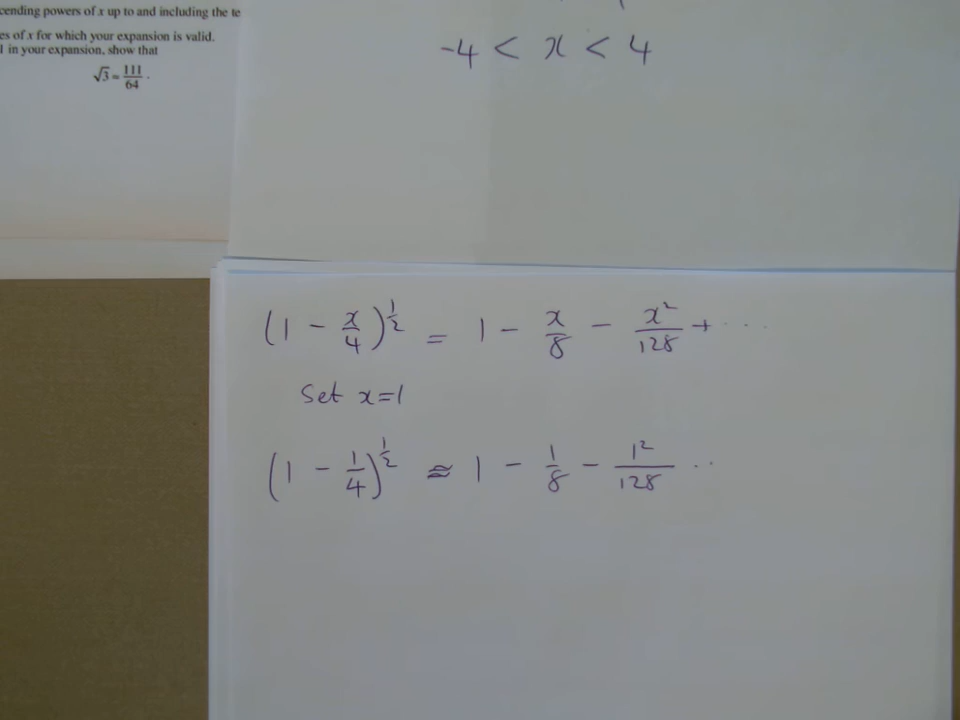 cending powers of x up to and including the te
es of x for which your expansion is valid.
1 in your expansion, show that
√3 ≈ 111/64 .
-4 < x < 4
(1 - x/4)^(1/2) = 1 - x/8 - x²/128 + ...
Set x=1
(1 - 1/4)^(1/2) ≈ 1 - 1/8 - 1²/128 ..